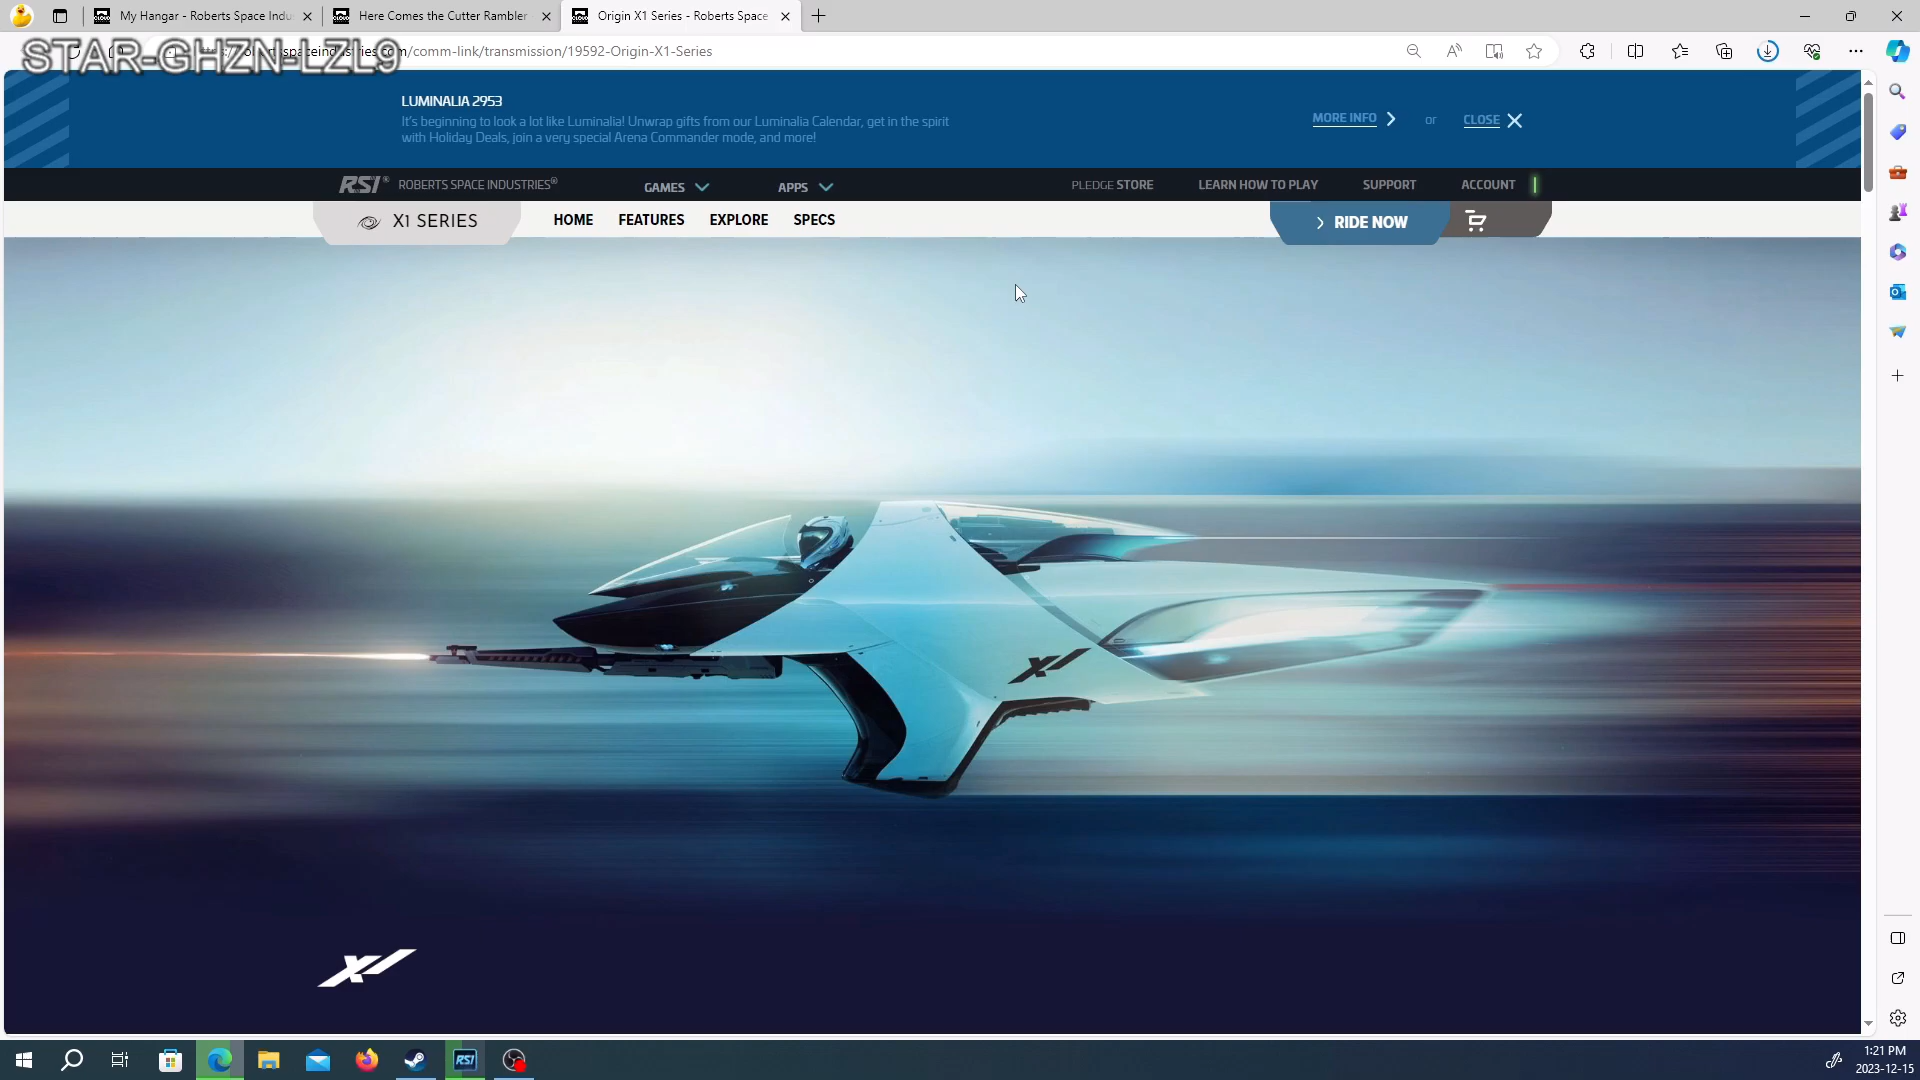 My Hangar - Roberts Space Indus
Here Comes the Cutter Rambler
Origin X1 Series - Roberts Space
STAR-GHZN-LZL9
/comm-link/transmission/19592-Origin-X1-Series
LUMINALIA 2953
It's beginning to look a lot like Luminalia! Unwrap gifts from our Luminalia Calendar, get in the spirit
with Holiday Deals, join a very special Arena Commander mode, and more!
MORE INFO
or
CLOSE
RSI® ROBERTS SPACE INDUSTRIES®
GAMES
APPS
PLEDGE STORE
LEARN HOW TO PLAY
SUPPORT
ACCOUNT
X1 SERIES
HOME
FEATURES
EXPLORE
SPECS
RIDE NOW
X1
X1
RSI
1:21 PM
2023-12-15